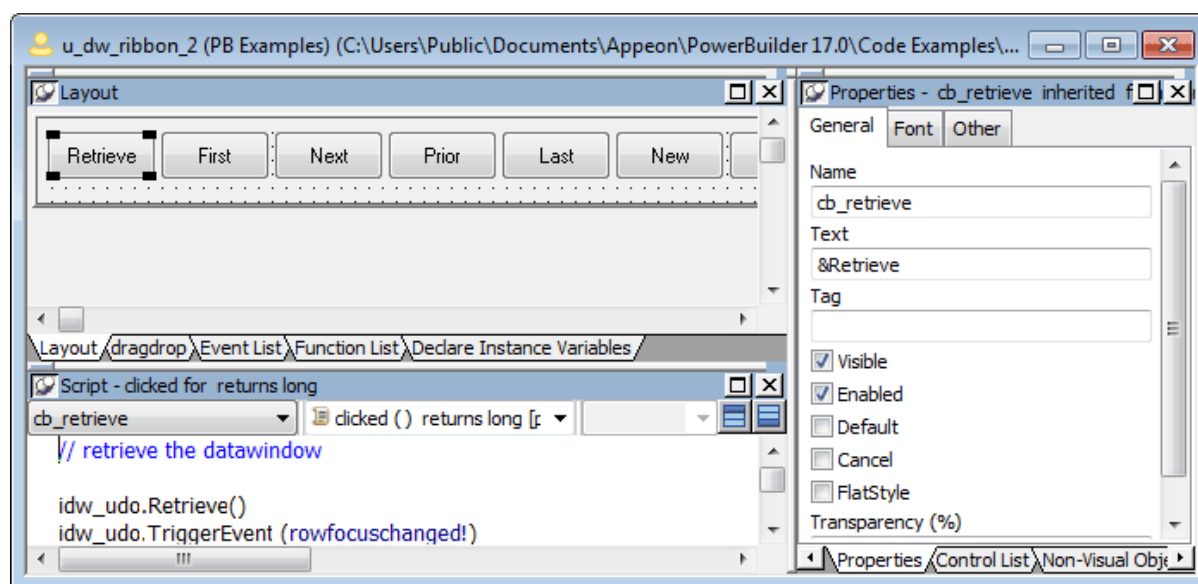 u_dw_ribbon_2 (PB Examples) (C:\Users\Public\Documents\Appeon\PowerBuilder 17.0\Code Examples\...
Layout
Retrieve First Next Prior Last New
Layout dragdrop Event List Function List Declare Instance Variables
Script - clicked for returns long
cb_retrieve clicked ( ) returns long [p
// retrieve the datawindow
idw_udo.Retrieve()
idw_udo.TriggerEvent (rowfocuschanged!)
Properties - cb_retrieve inherited f
General Font Other
Name
cb_retrieve
Text
&Retrieve
Tag
Visible
Enabled
Default
Cancel
FlatStyle
Transparency (%)
Properties Control List Non-Visual Obje